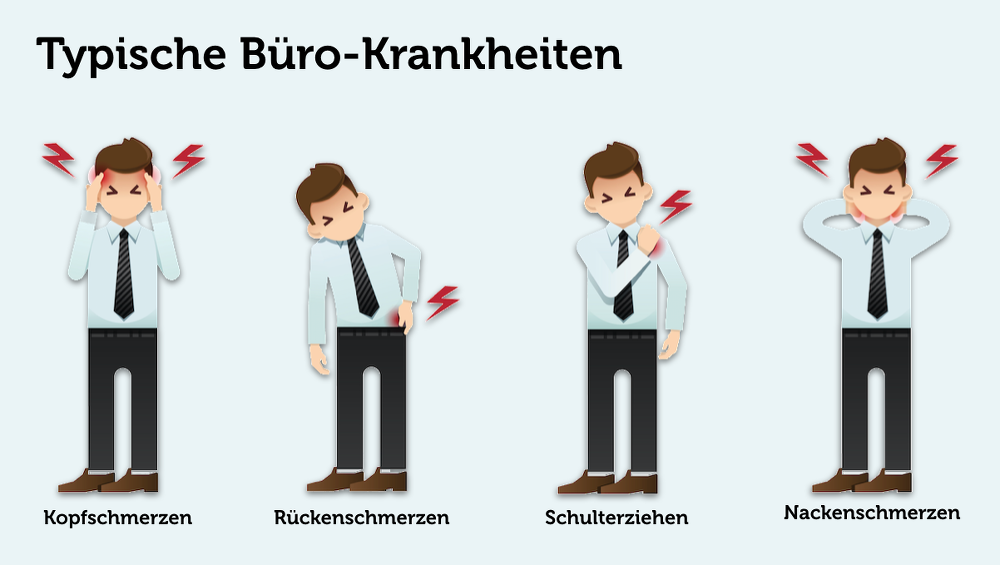 Typische Büro-Krankheiten
Kopfschmerzen
Rückenschmerzen
Schulterziehen
Nackenschmerzen